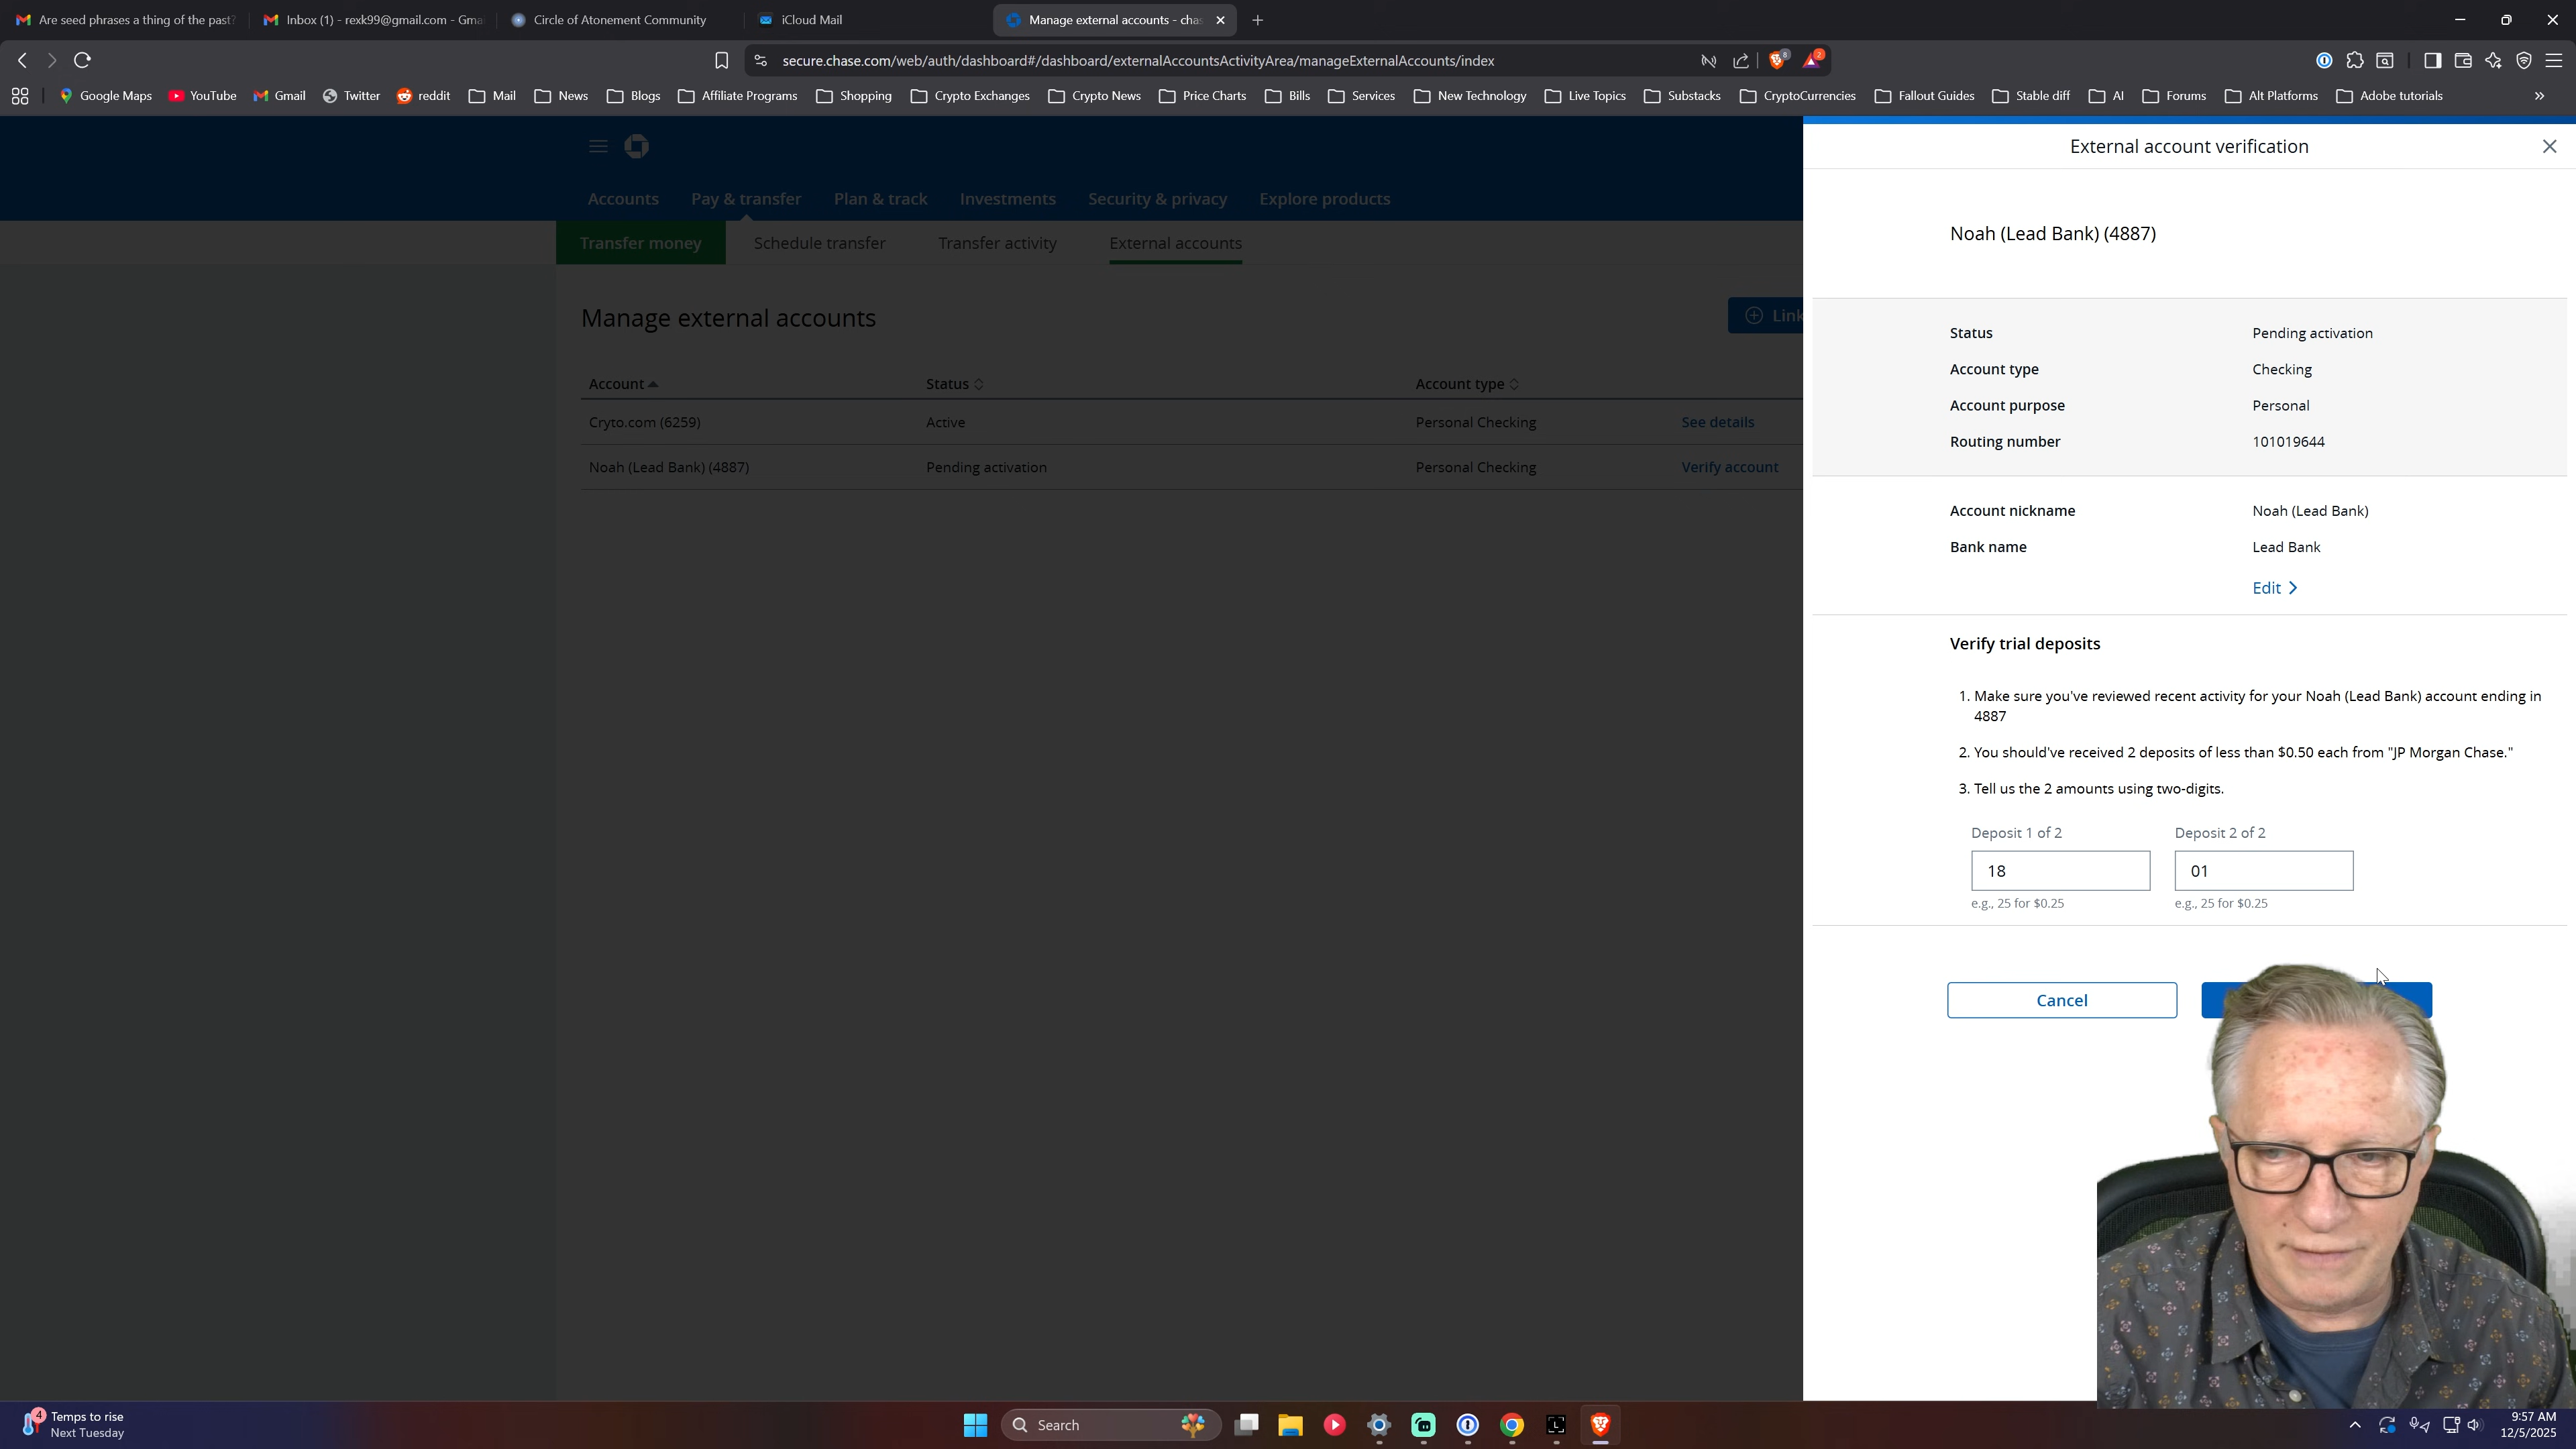 Are seed phrases a thing of the past?
Inbox (1) - rexk99@gmail.com - Gma
Circle of Atonement Community
iCloud Mail
Manage external accounts - cha
secure.chase.com/web/auth/dashboard#/dashboard/externalAccountsActivityArea/manageExternalAccounts/index
8
2
Google Maps
YouTube
Gmail
Twitter
reddit
Mail
News
Blogs
Affiliate Programs
Shopping
Crypto Exchanges
Crypto News
Price Charts
Bills
Services
New Technology
Live Topics
Substacks
CryptoCurrencies
Fallout Guides
Stable diff
AI
Forums
Alt Platforms
Adobe tutorials
Accounts
Pay & transfer
Plan & track
Investments
Security & privacy
Explore products
Transfer money
Schedule transfer
Transfer activity
External accounts
Manage external accounts
Link
Account
Status
Account type
Cryto.com (6259)
Active
Personal Checking
See details
Noah (Lead Bank) (4887)
Pending activation
Personal Checking
Verify account
External account verification
Noah (Lead Bank) (4887)
Status
Pending activation
Account type
Checking
Account purpose
Personal
Routing number
101019644
Account nickname
Noah (Lead Bank)
Bank name
Lead Bank
Edit
Verify trial deposits
1. Make sure you've reviewed recent activity for your Noah (Lead Bank) account ending in
4887
2. You should've received 2 deposits of less than $0.50 each from "JP Morgan Chase."
3. Tell us the 2 amounts using two-digits.
Deposit 1 of 2
Deposit 2 of 2
18
01
e.g., 25 for $0.25
e.g., 25 for $0.25
Cancel
4
Temps to rise
Next Tuesday
Search
9:57 AM
12/5/2025